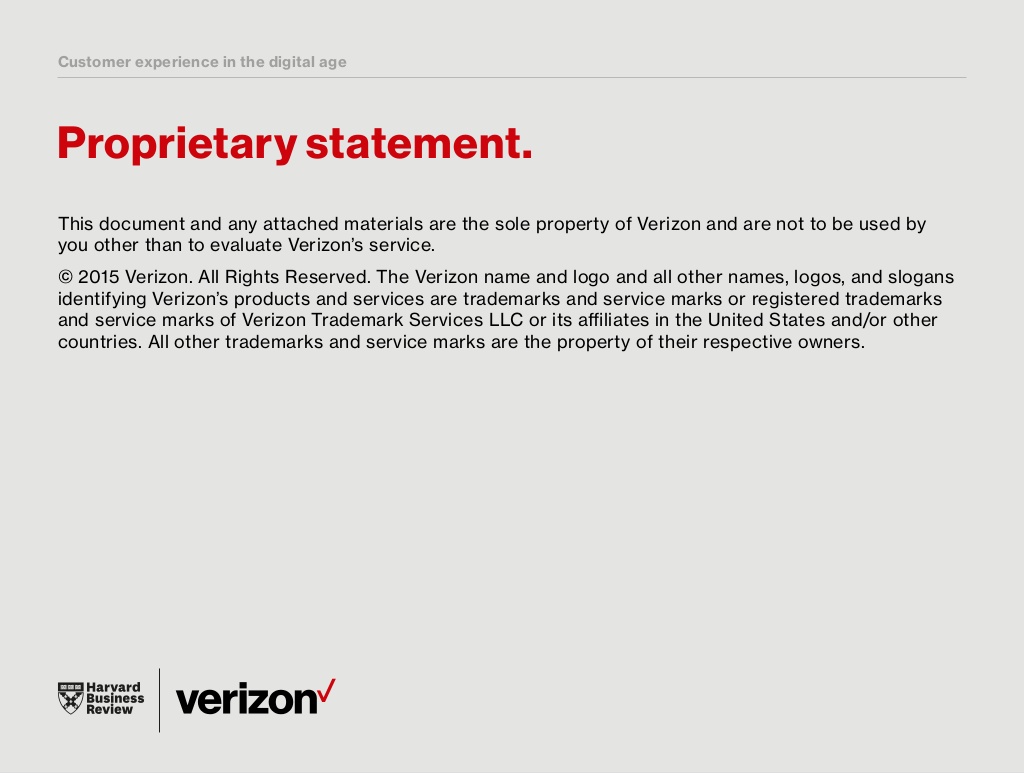 Customer experience in the digital age
Proprietary statement.
This document and any attached materials are the sole property of Verizon and are not to be used by
you other than to evaluate Verizon’s service.
© 2015 Verizon. All Rights Reserved. The Verizon name and logo and all other names, logos, and slogans
identifying Verizon’s products and services are trademarks and service marks or registered trademarks
and service marks of Verizon Trademark Services LLC or its affiliates in the United States and/or other
countries. All other trademarks and service marks are the property of their respective owners.
Harvard
Business
Review
verizon✓